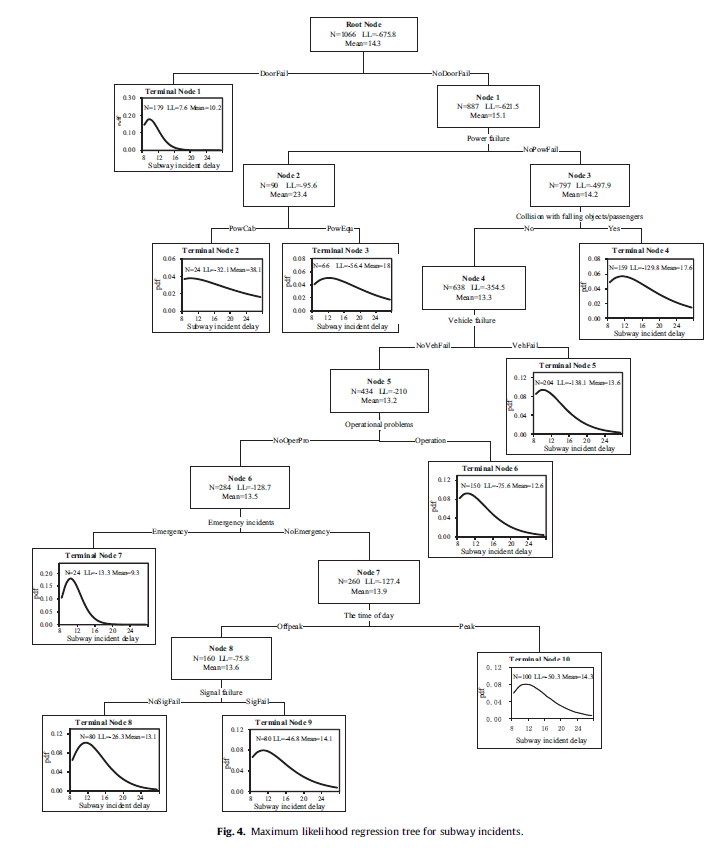 Root Node
N=1066 LL=-675.8
Mean=14.3
DoorFail
NoDoorFail
Terminal Node 1
N=179 LL=7.6 Mean=10.2
0.30
0.20
0.10
0.00
pdf
8 12 16 20 24
Subway incident delay
Node 1
N=887 LL=-621.5
Mean=15.1
Power failure
NoPowFail
Node 2
N=90 LL=-95.6
Mean=23.4
Node 3
N=797 LL=-497.9
Mean=14.2
Collision with falling objects/passengers
PowCab
PowEqu
No
Yes
Terminal Node 2
N=24 LL=-32.1 Mean=38.1
0.06
0.04
0.02
0.00
pdf
8 12 16 20 24
Subway incident delay
Terminal Node 3
N=66 LL=-56.4 Mean=18
0.08
0.06
0.04
0.02
0.00
pdf
8 12 16 20 24
Subway incident delay
Node 4
N=638 LL=-354.5
Mean=13.3
Vehicle failure
Terminal Node 4
N=159 LL=-129.8 Mean=17.6
0.08
0.06
0.04
0.02
0.00
pdf
8 12 16 20 24
Subway incident delay
NoVehFail
VehFail
Node 5
N=434 LL=-210
Mean=13.2
Operational problems
Terminal Node 5
N=204 LL=-138.1 Mean=13.6
0.12
0.08
0.04
0.00
pdf
8 12 16 20 24
Subway incident delay
NoOperPro
Operation
Node 6
N=284 LL=-128.7
Mean=13.5
Emergency incidents
Terminal Node 6
N=150 LL=-75.6 Mean=12.6
0.12
0.08
0.04
0.00
pdf
8 12 16 20 24
Subway incident delay
Emergency
NoEmergency
Terminal Node 7
N=24 LL=-13.3 Mean=9.3
0.20
0.15
0.10
0.05
0.00
pdf
8 12 16 20 24
Subway incident delay
Node 7
N=260 LL=-127.4
Mean=13.9
The time of day
Offpeak
Peak
Node 8
N=160 LL=-75.8
Mean=13.6
Signal failure
Terminal Node 10
N=100 LL=-50.3 Mean=14.3
0.12
0.08
0.04
0.00
pdf
8 12 16 20 24
Subway incident delay
NoSigFail
SigFail
Terminal Node 8
N=80 LL=-26.3 Mean=13.1
0.12
0.08
0.04
0.00
pdf
8 12 16 20 24
Subway incident delay
Terminal Node 9
N=80 LL=-46.8 Mean=14.1
0.12
0.08
0.04
0.00
pdf
8 12 16 20 24
Subway incident delay
Fig. 4. Maximum likelihood regression tree for subway incidents.